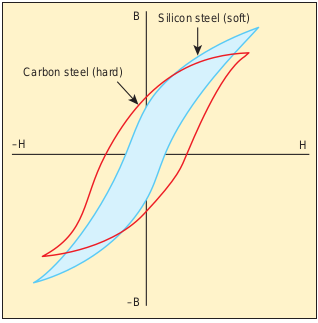 B
Silicon steel (soft)
Carbon steel (hard)
–H
H
–B